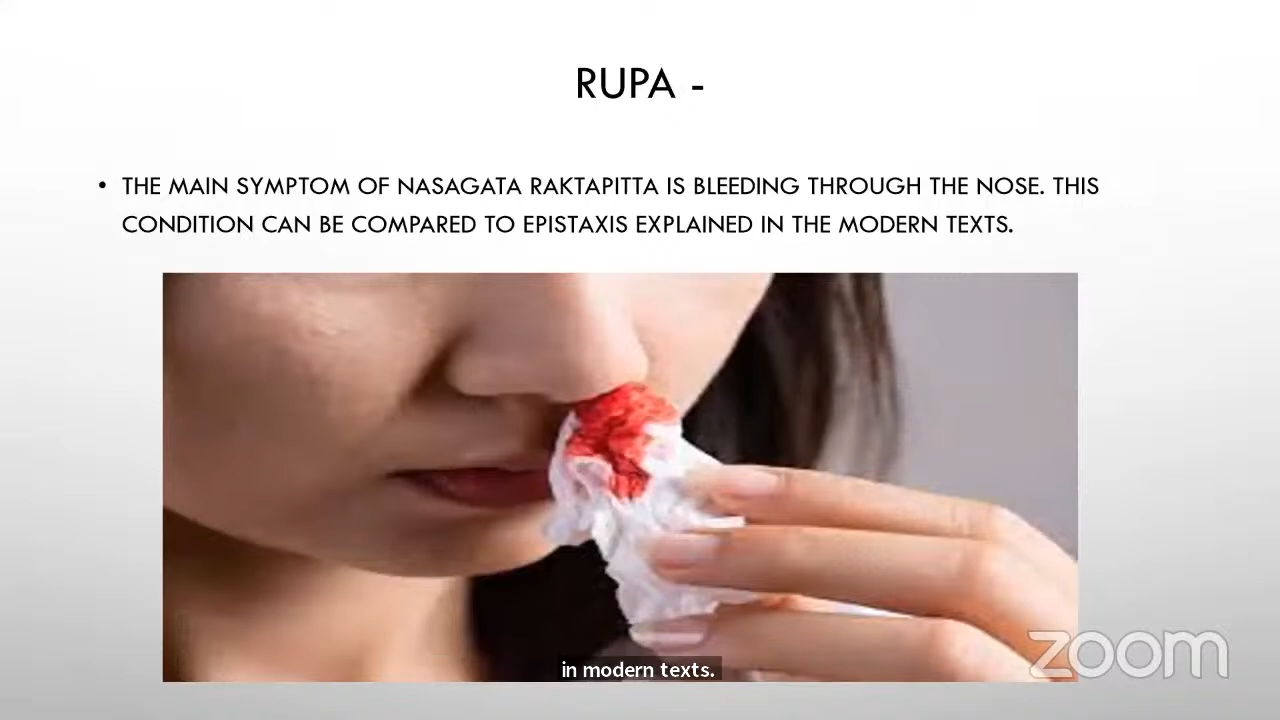 RUPA -
• THE MAIN SYMPTOM OF NASAGATA RAKTAPITTA IS BLEEDING THROUGH THE NOSE. THIS
CONDITION CAN BE COMPARED TO EPISTAXIS EXPLAINED IN THE MODERN TEXTS.
in modern texts.
zoom